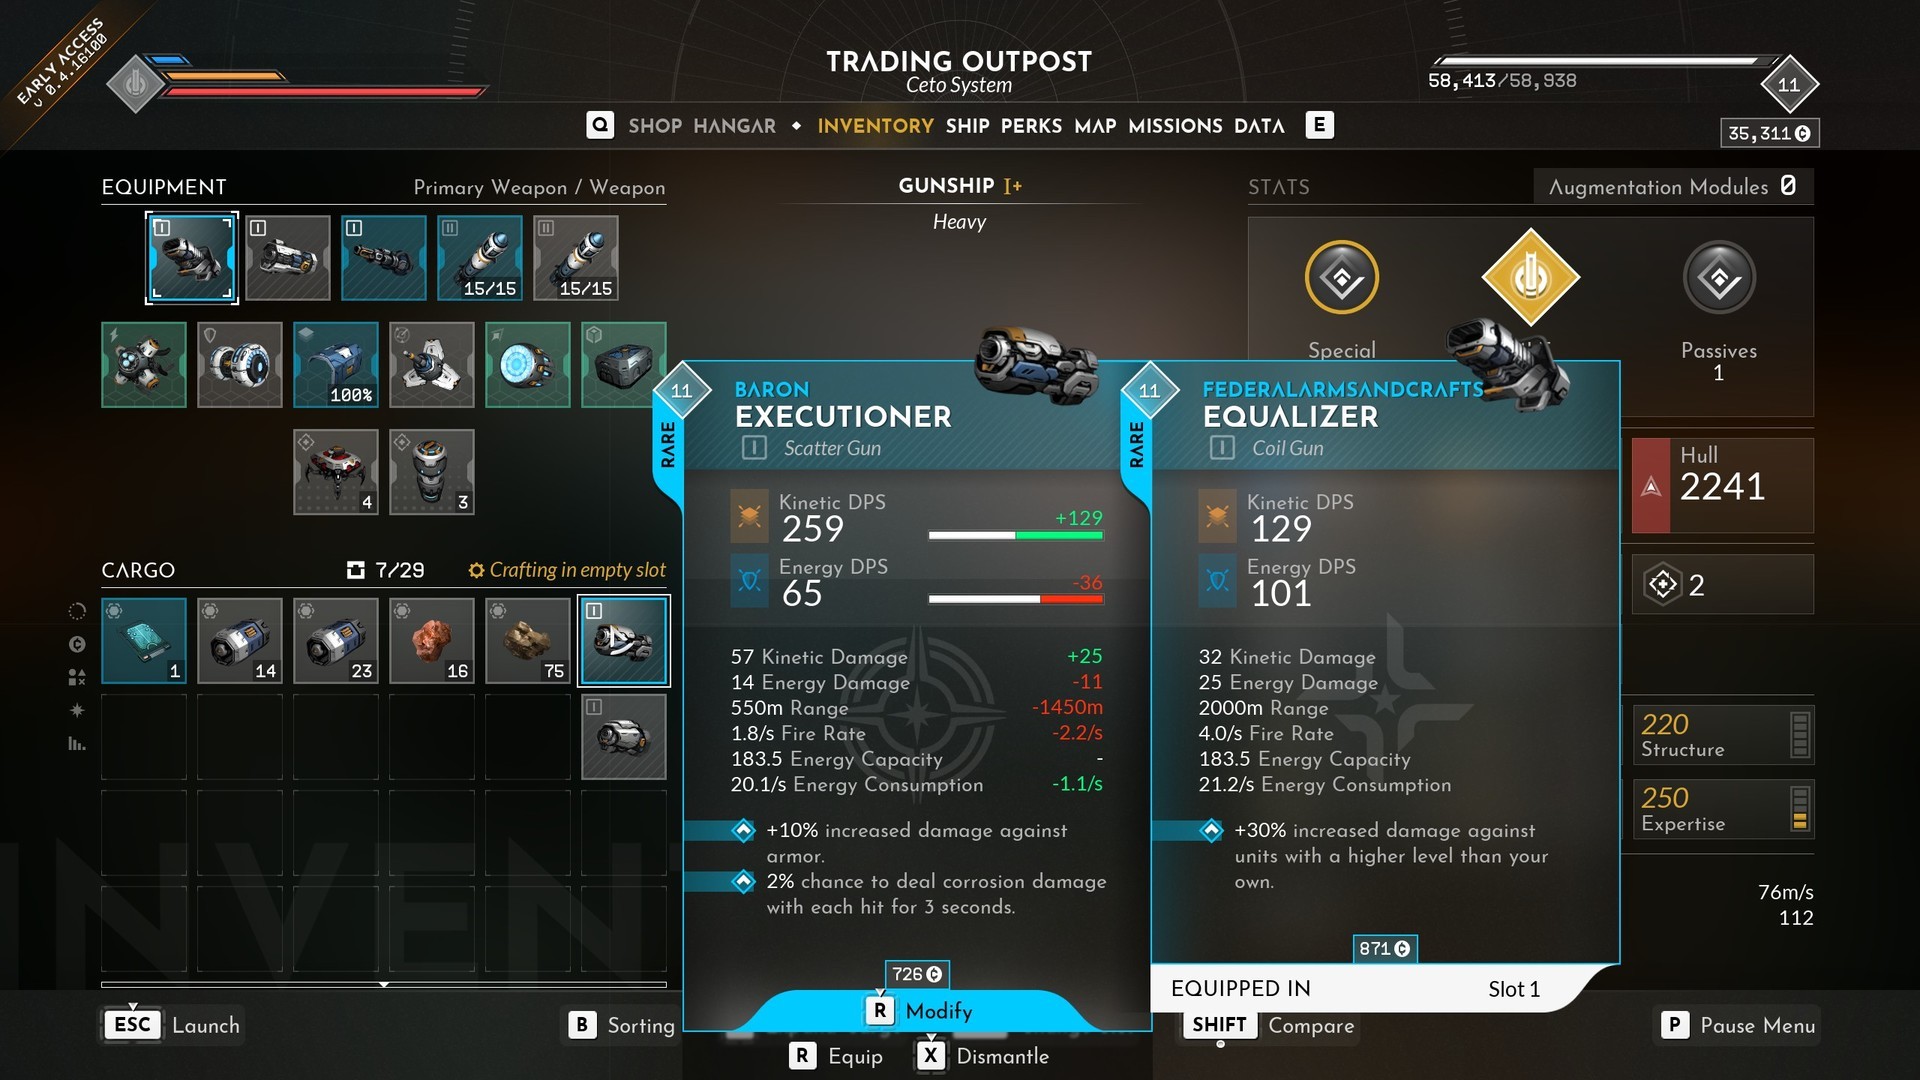 EARLY ACCESS
v 0.4.16100
TRADING OUTPOST
Ceto System
58,413/58,938
11
35,311
Q SHOP HANGAR INVENTORY SHIP PERKS MAP MISSIONS DATA E
EQUIPMENT
Primary Weapon / Weapon
I
I
I
II
15/15
II
15/15
100%
4
3
GUNSHIP I+
Heavy
STATS
Augmentation Modules 0
Special
Passives
1
Hull
2241
2
220
Structure
250
Expertise
76m/s
112
CARGO
7/29
Crafting in empty slot
1
14
23
16
75
I
I
INVEN
11
RARE
BARON
EXECUTIONER
I Scatter Gun
Kinetic DPS
259
+129
Energy DPS
65
-36
57 Kinetic Damage +25
14 Energy Damage -11
550m Range -1450m
1.8/s Fire Rate -2.2/s
183.5 Energy Capacity -
20.1/s Energy Consumption -1.1/s
+10% increased damage against
armor.
2% chance to deal corrosion damage
with each hit for 3 seconds.
726
R Modify
11
RARE
FEDERALARMSANDCRAFTS
EQUALIZER
I Coil Gun
Kinetic DPS
129
Energy DPS
101
32 Kinetic Damage
25 Energy Damage
2000m Range
4.0/s Fire Rate
183.5 Energy Capacity
21.2/s Energy Consumption
+30% increased damage against
units with a higher level than your
own.
871
EQUIPPED IN Slot 1
ESC Launch
B Sorting
SHIFT Compare
P Pause Menu
R Equip
X Dismantle